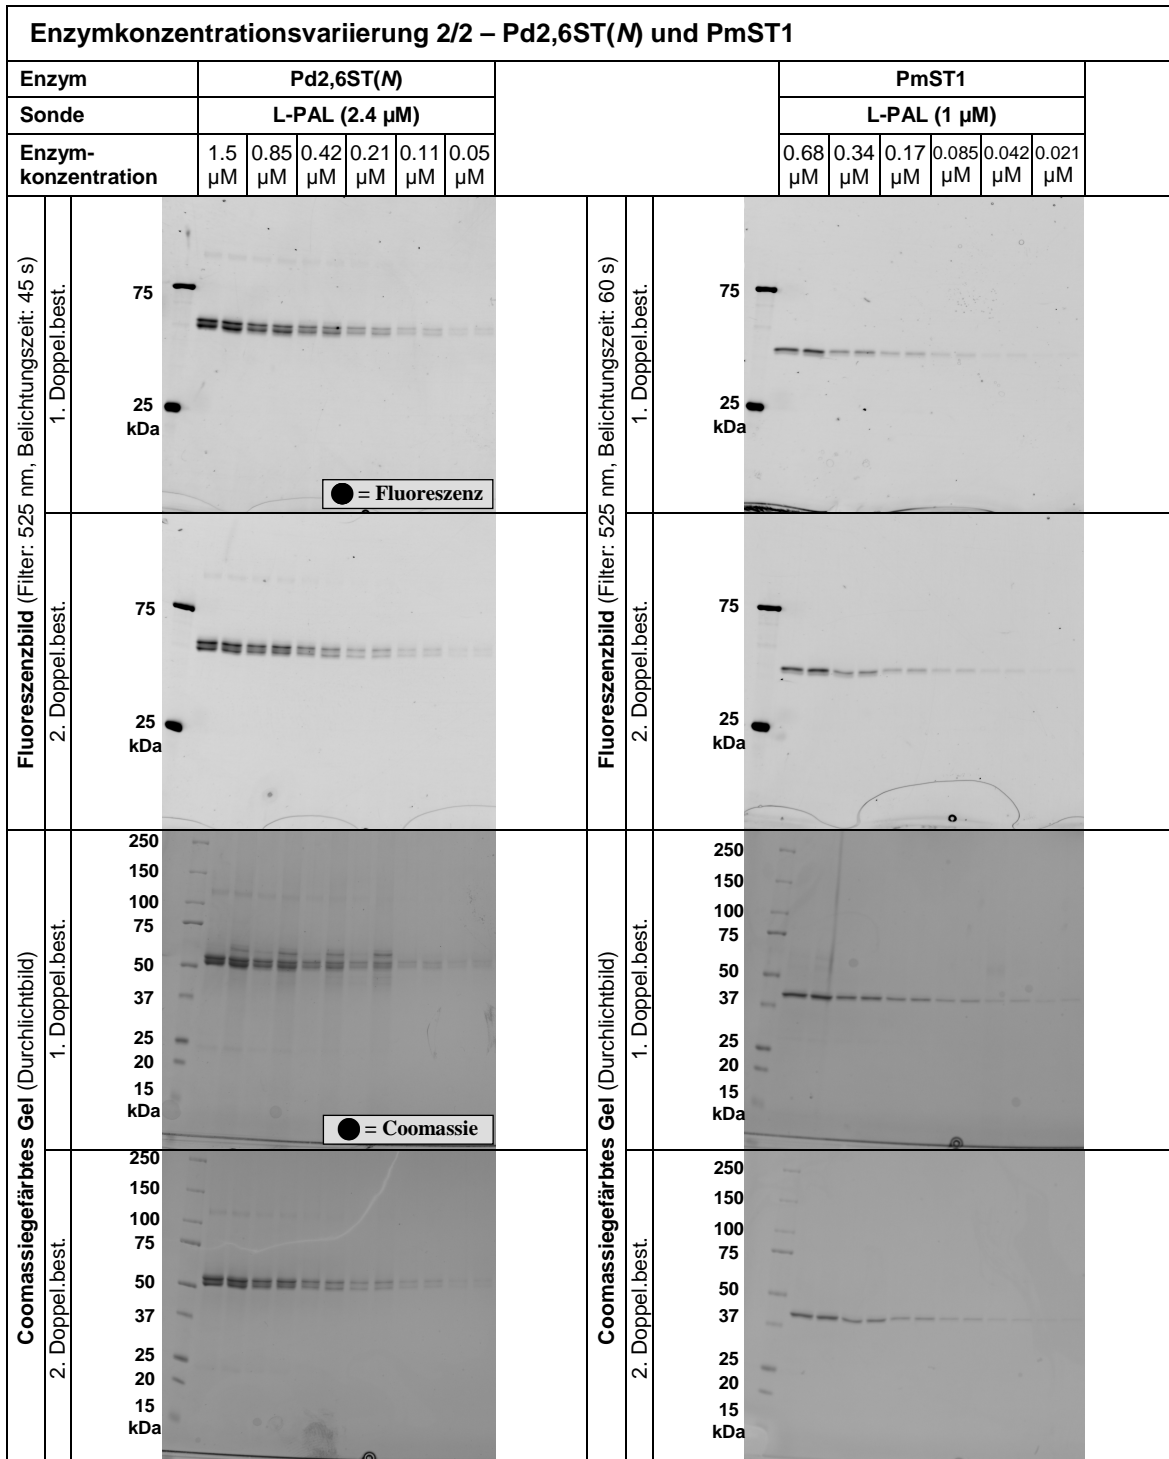 Enzymkonzentrationsvariierung 2/2 – Pd2,6ST(N) und PmST1
Enzym Pd2,6ST(N) PmST1
Sonde L-PAL (2.4 µM) L-PAL (1 µM)
Enzym-
konzentration
1.5 µM 0.85 µM 0.42 µM 0.21 µM 0.11 µM 0.05 µM
0.68 µM 0.34 µM 0.17 µM 0.085 µM 0.042 µM 0.021 µM
Fluoreszenzbild (Filter: 525 nm, Belichtungszeit: 45 s)
1. Doppel.best.
75
25
kDa
= Fluoreszenz
2. Doppel.best.
75
25
kDa
Fluoreszenzbild (Filter: 525 nm, Belichtungszeit: 60 s)
1. Doppel.best.
75
25
kDa
2. Doppel.best.
75
25
kDa
Coomassiegefärbtes Gel (Durchlichtbild)
1. Doppel.best.
250
150
100
75
50
37
25
20
15
kDa
= Coomassie
2. Doppel.best.
250
150
100
75
50
37
25
20
15
kDa
Coomassiegefärbtes Gel (Durchlichtbild)
1. Doppel.best.
250
150
100
75
50
37
25
20
15
kDa
2. Doppel.best.
250
150
100
75
50
37
25
20
15
kDa